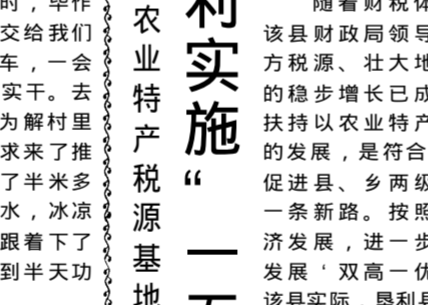 时，毕作
交给我们
车，一会
实干。去
为解村里
求来了推
了半米多
水，冰凉
跟着下了
到半天功
农业特产税源基地
利实施“一
随着财税体
该县财政局领导
方税源、壮大地
的稳步增长已成
扶持以农业特产
的发展，是符合
促进县、乡两级
一条新路。按照
济发展，进一步
发展‘双高一优
该县实际，垦利县